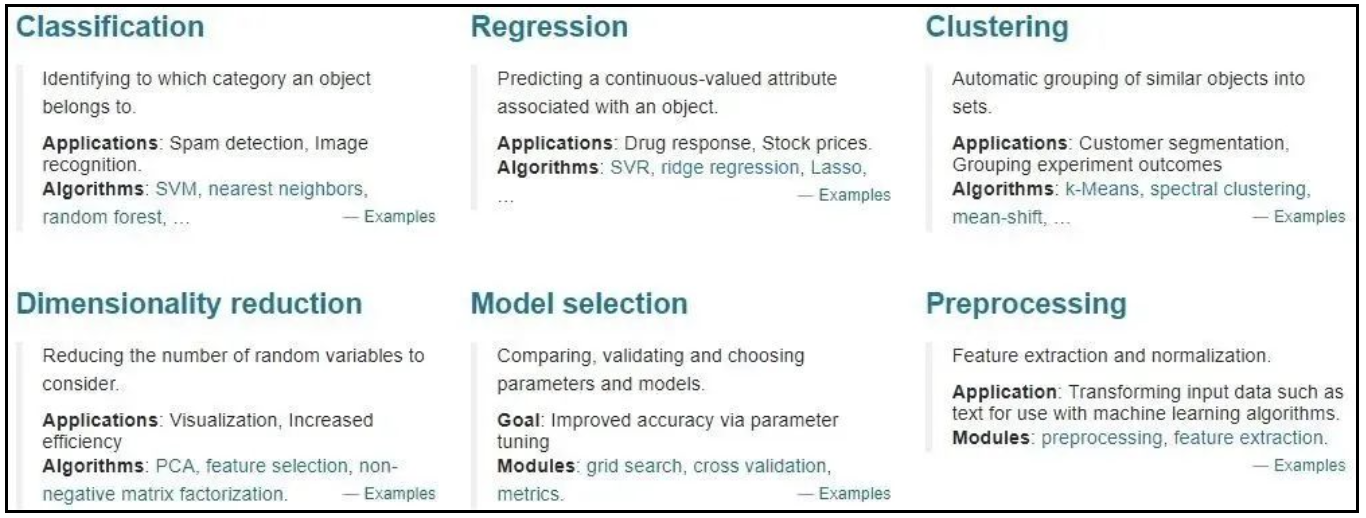 Classification
Identifying to which category an object
belongs to.
Applications: Spam detection, Image
recognition.
Algorithms: SVM, nearest neighbors,
random forest, ...
— Examples
Regression
Predicting a continuous-valued attribute
associated with an object.
Applications: Drug response, Stock prices.
Algorithms: SVR, ridge regression, Lasso,
...
— Examples
Clustering
Automatic grouping of similar objects into
sets.
Applications: Customer segmentation,
Grouping experiment outcomes
Algorithms: k-Means, spectral clustering,
mean-shift, ...
— Examples
Dimensionality reduction
Reducing the number of random variables to
consider.
Applications: Visualization, Increased
efficiency
Algorithms: PCA, feature selection, non-
negative matrix factorization.
— Examples
Model selection
Comparing, validating and choosing
parameters and models.
Goal: Improved accuracy via parameter
tuning
Modules: grid search, cross validation,
metrics.
— Examples
Preprocessing
Feature extraction and normalization.
Application: Transforming input data such as
text for use with machine learning algorithms.
Modules: preprocessing, feature extraction.
— Examples